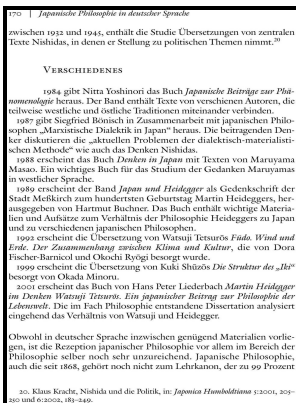 170 | Japanische Philosophie in deutscher Sprache
zwischen 1932 und 1945, enthält die Studie Übersetzungen von zentralen
Texte Nishidas, in denen er Stellung zu politischen Themen nimmt.20
Verschiedenes
1984 gibt Nitta Yoshinori das Buch Japanische Beiträge zur Phä-
nomenologie heraus. Der Band enthält Texte von verschienen Autoren, die
teilweise westliche und östliche Traditionen miteinander verbinden.
1987 gibt Siegfried Bönisch in Zusammenarbeit mit japanischen Philo-
sophen „Marxistische Dialektik in Japan“ heraus. Die beitragenden Den-
ker diskutieren die „aktuellen Problemen der dialektisch-materialisti-
schen Methode“ wie auch das Denken Nishidas.
1988 erscheint das Buch Denken in Japan mit Texten von Maruyama
Masao. Ein wichtiges Buch für das Studium der Gedanken Maruyamas
in westlicher Sprache.
1989 erscheint der Band Japan und Heidegger als Gedenkschrift der
Stadt Meßkirch zum hundertsten Geburtstag Martin Heideggers, her-
ausgegeben von Hartmut Buchner. Das Buch enthält wichtige Materia-
lien und Aufsätze zum Verhältnis der Philosophie Heideggers zu Japan
und zu verschiedenen japanischen Philosophen.
1992 erscheint die Übersetzung von Watsuji Tetsurōs Fūdo. Wind und
Erde. Der Zusammenhang zwischen Klima und Kultur, die von Dora
Fischer-Barnicol und Okochi Ryōgi besorgt wurde.
1999 erscheint die Übersetzung von Kuki Shūzōs Die Struktur des „Iki“
besorgt von Okada Minoru.
2001 erscheint das Buch von Hans Peter Liederbach Martin Heidegger
im Denken Watsuji Tetsurōs. Ein japanischer Beitrag zur Philosophie der
Lebenswelt. Die im Fach Philosophie entstandene Dissertation analysiert
eingehend das Verhältnis von Watsuji und Heidegger.
Obwohl in deutscher Sprache inzwischen genügend Materialien vorlie-
gen, ist die Rezeption japanischer Philosophie vor allem im Bereich der
Philosophie selber noch sehr unzureichend. Japanische Philosophie,
auch die seit 1868, gehört noch nicht zum Lehrkanon, der zu 99 Prozent
20. Klaus Kracht, Nishida und die Politik, in: Japonica Humboldtiana 5:2001, 205–
250 und 6:2002, 183–249.